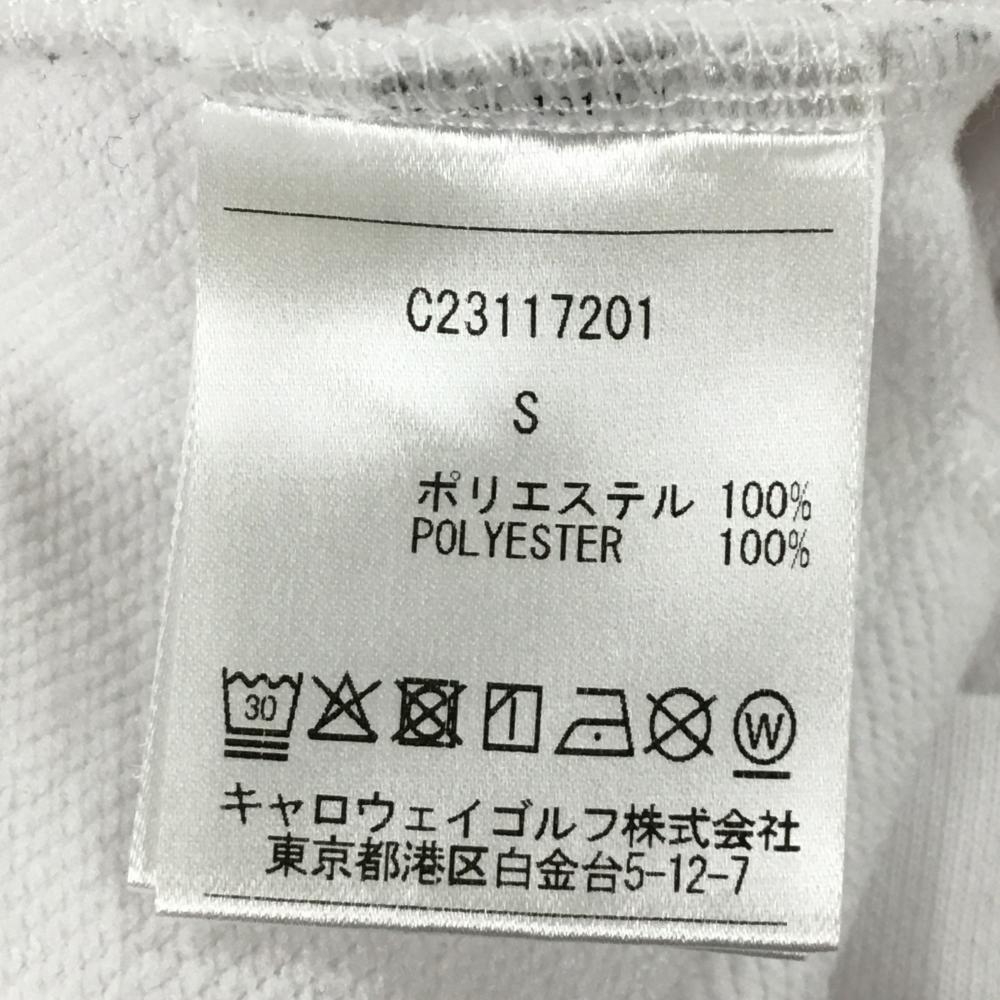 C23117201
S
ポリエステル 100%
POLYESTER 100%
30
W
キャロウェイゴルフ株式会社
東京都港区白金台5-12-7